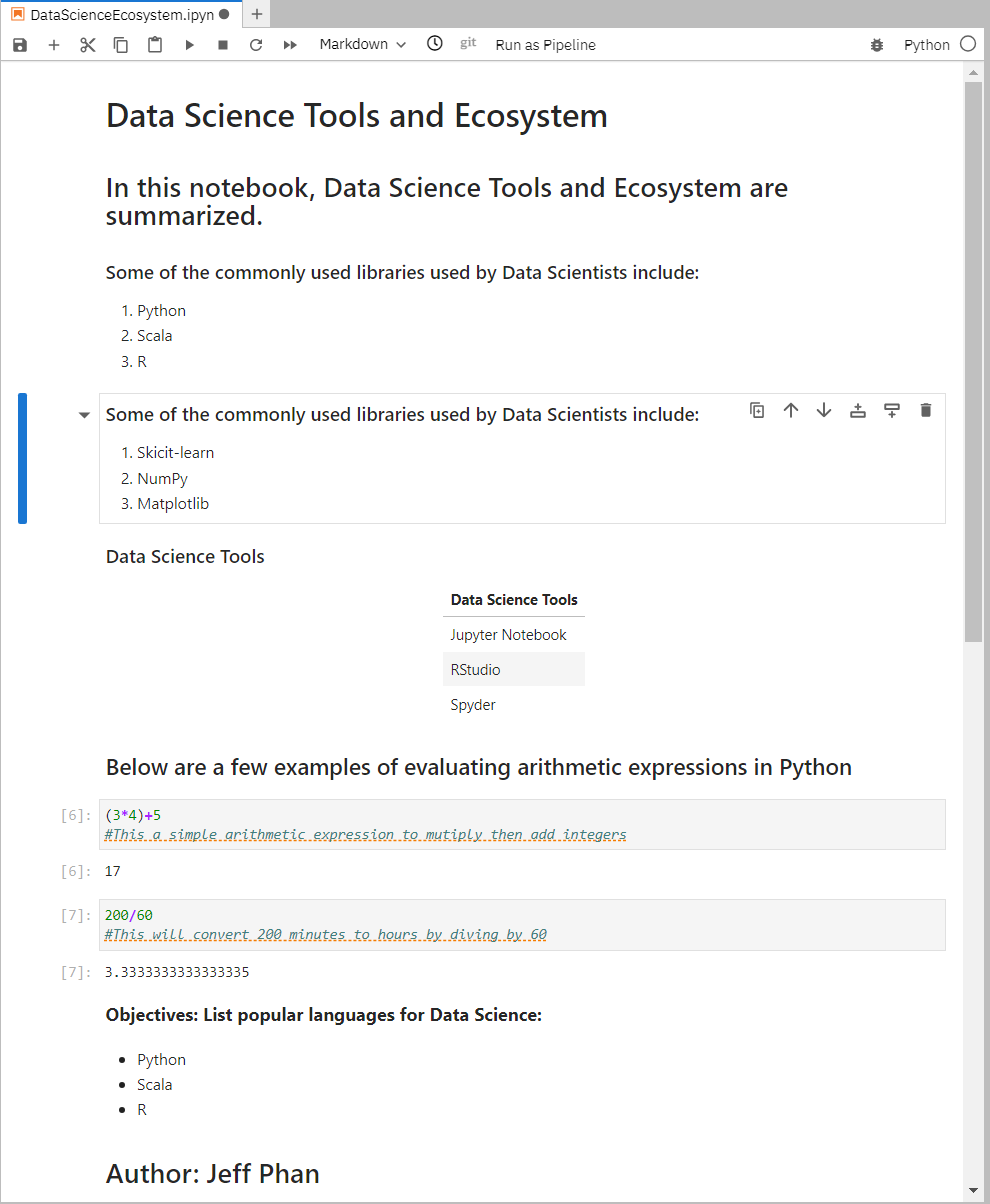 DataScienceEcosystem.ipyn
Markdown
git
Run as Pipeline
Python
Data Science Tools and Ecosystem
In this notebook, Data Science Tools and Ecosystem are
summarized.
Some of the commonly used libraries used by Data Scientists include:
1. Python
2. Scala
3. R
Some of the commonly used libraries used by Data Scientists include:
1. Skicit-learn
2. NumPy
3. Matplotlib
Data Science Tools
Data Science Tools
Jupyter Notebook
RStudio
Spyder
Below are a few examples of evaluating arithmetic expressions in Python
[6]: (3*4)+5
#This a simple arithmetic expression to mutiply then add integers
[6]: 17
[7]: 200/60
#This will convert 200 minutes to hours by diving by 60
[7]: 3.3333333333333335
Objectives: List popular languages for Data Science:
• Python
• Scala
• R
Author: Jeff Phan